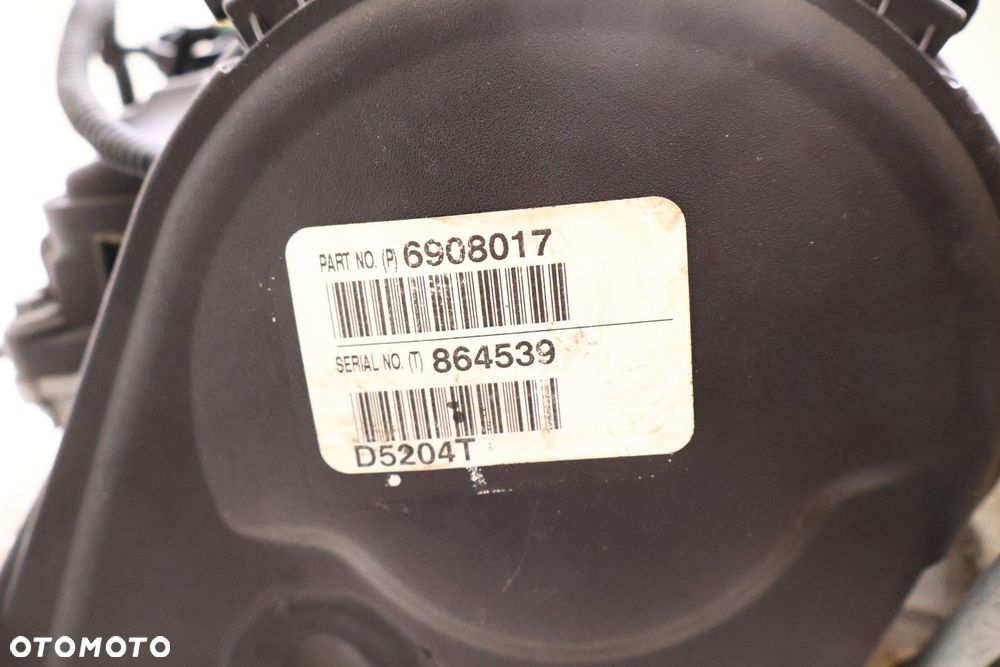 PART NO. (P) 6908017
SERIAL NO. (T) 864539
D5204T
OTOMOTO